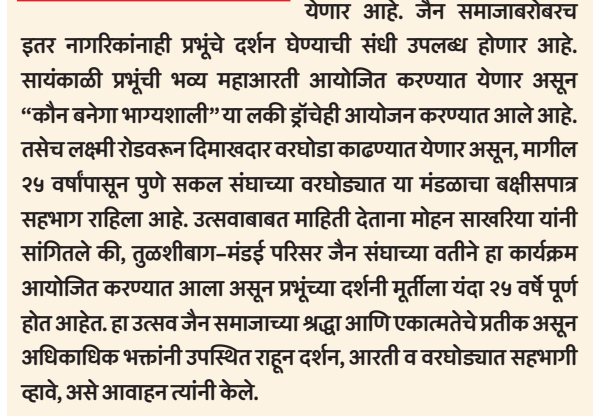 येणार आहे. जैन समाजाबरोबरच
इतर नागरिकांनाही प्रभूंचे दर्शन घेण्याची संधी उपलब्ध होणार आहे.
सायंकाळी प्रभूंची भव्य महाआरती आयोजित करण्यात येणार असून
“कौन बनेगा भाग्यशाली” या लकी ड्रॉचेही आयोजन करण्यात आले आहे.
तसेच लक्ष्मी रोडवरून दिमाखदार वरघोडा काढण्यात येणार असून, मागील
२५ वर्षांपासून पुणे सकल संघाच्या वरघोड्यात या मंडळाचा बक्षीसपात्र
सहभाग राहिला आहे. उत्सवाबाबत माहिती देताना मोहन साखरिया यांनी
सांगितले की, तुळशीबाग-मंडई परिसर जैन संघाच्या वतीने हा कार्यक्रम
आयोजित करण्यात आला असून प्रभूंच्या दर्शनी मूर्तीला यंदा २५ वर्षे पूर्ण
होत आहेत. हा उत्सव जैन समाजाच्या श्रद्धा आणि एकात्मतेचे प्रतीक असून
अधिकाधिक भक्तांनी उपस्थित राहून दर्शन, आरती व वरघोड्यात सहभागी
व्हावे, असे आवाहन त्यांनी केले.